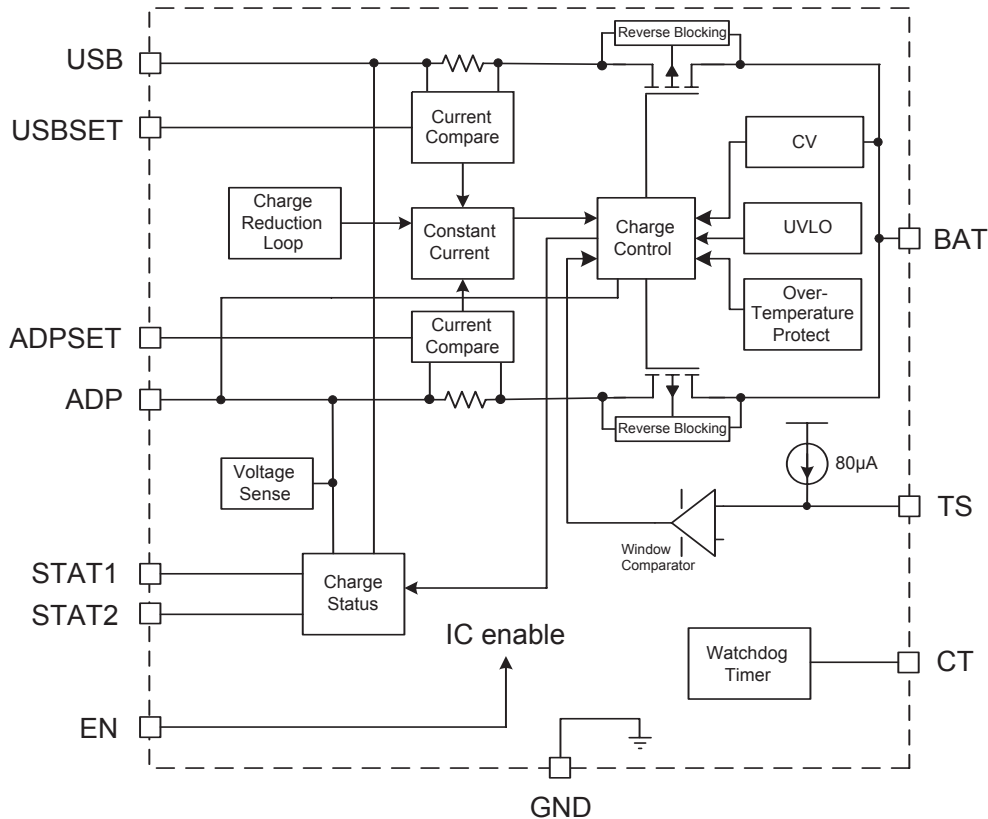 Reverse Blocking
USB
USBSET
Current
Compare
CV
Charge
Reduction
Loop
Constant
Current
Charge
Control
UVLO
BAT
Over-
Temperature
Protect
ADPSET
Current
Compare
ADP
Reverse Blocking
Voltage
Sense
80µA
TS
Window
Comparator
STAT1
STAT2
Charge
Status
IC enable
Watchdog
Timer
CT
EN
GND